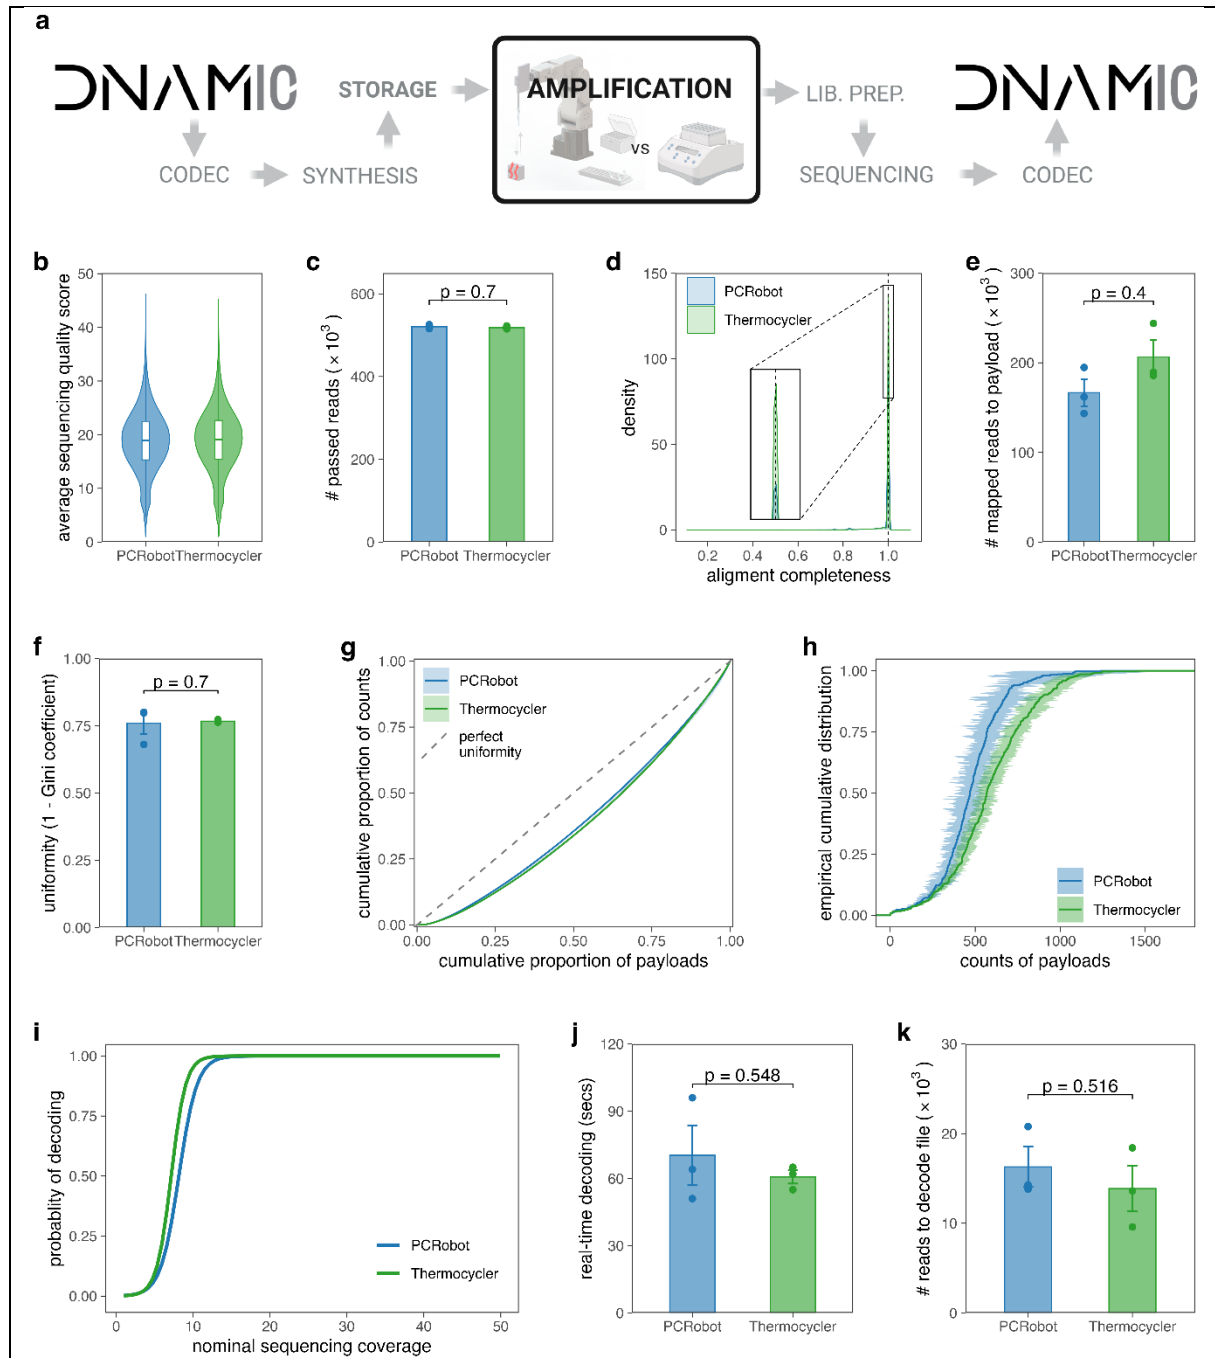 a
DNAMIC
STORAGE
AMPLIFICATION
vs
LIB. PREP.
DNAMIC
CODEC
SYNTHESIS
SEQUENCING
CODEC
b
average sequencing quality score
50
40
30
20
10
0
PCRobot Thermocycler
c
# passed reads ( × 10³ )
600
400
200
0
p = 0.7
PCRobot Thermocycler
d
density
150
100
50
0
PCRobot
Thermocycler
0.2 0.4 0.6 0.8 1.0
aligment completeness
e
# mapped reads to payload ( × 10³ )
300
200
100
0
p = 0.4
PCRobot Thermocycler
f
uniformity (1 - Gini coefficient)
1.00
0.75
0.50
0.25
0.00
p = 0.7
PCRobot Thermocycler
g
cumulative proportion of counts
1.00
0.75
0.50
0.25
0.00
PCRobot
Thermocycler
perfect
uniformity
0.00 0.25 0.50 0.75 1.00
cumulative proportion of payloads
h
empirical cumulative distribution
1.00
0.75
0.50
0.25
0.00
PCRobot
Thermocycler
0 500 1000 1500
counts of payloads
i
probablity of decoding
1.00
0.75
0.50
0.25
0.00
PCRobot
Thermocycler
0 10 20 30 40 50
nominal sequencing coverage
j
real-time decoding (secs)
120
90
60
30
0
p = 0.548
PCRobot Thermocycler
k
# reads to decode file ( × 10³ )
30
20
10
0
p = 0.516
PCRobot Thermocycler